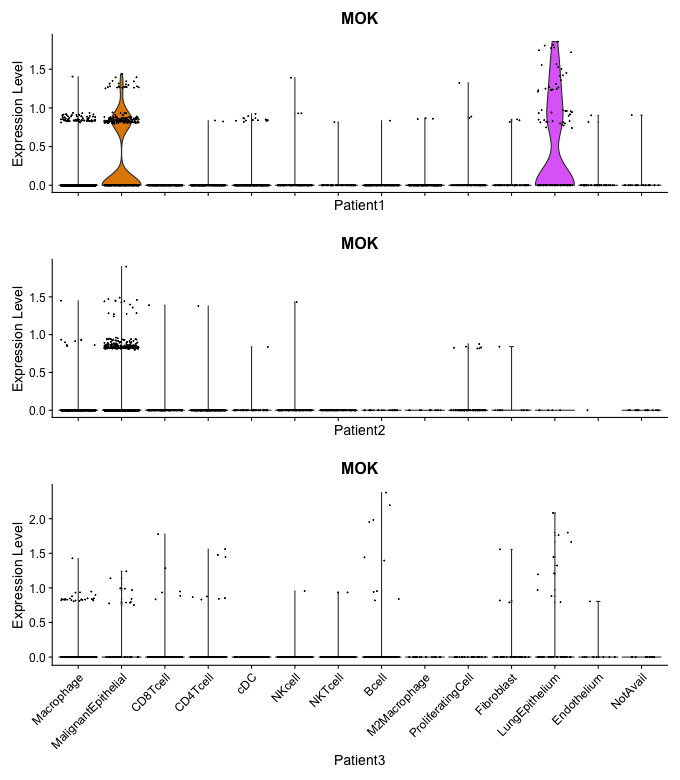 MOK
Expression Level
1.5
1.0
0.5
0.0
Patient1
MOK
Expression Level
1.5
1.0
0.5
0.0
Patient2
MOK
Expression Level
2.0
1.5
1.0
0.5
0.0
Macrophage
MalignantEpithelial
CD8Tcell
CD4Tcell
cDC
NKcell
NKTcell
Bcell
M2Macrophage
ProliferatingCell
Fibroblast
LungEpithelium
Endothelium
NotAvail
Patient3